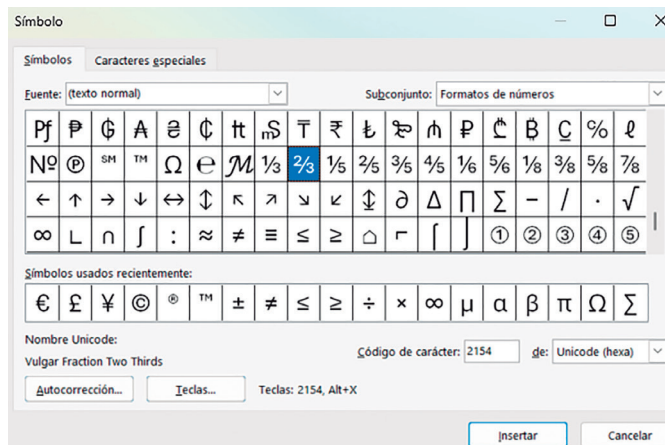 Símbolo
Símbolos Caracteres especiales
Fuente: (texto normal) Subconjunto: Formatos de números
₰ ₱ ₲ ₳ ₴ ₵ ₶ ₷ ₸ ₹ ₺ ₻ ₼ ₽ ₾ ₿ C̲ ℅ ℓ
№ ℗ ℠ ™ Ω ℮ ℳ ⅓ ⅔ ⅕ ⅖ ⅗ ⅘ ⅙ ⅚ ⅛ ⅜ ⅝ ⅞
← ↑ → ↓ ↔ ↕ ↖ ↗ ↘ ↙ ↨ ∂ ∆ ∏ ∑ − ∕ ∙ √
∞ ∟ ∩ ∫ ∶ ≈ ≠ ≡ ≤ ≥ ⌂ ⌐ ⌠ ⌡ ① ② ③ ④ ⑤
Símbolos usados recientemente:
€ £ ¥ © ® ™ ± ≠ ≤ ≥ ÷ × ∞ µ α β π Ω ∑
Nombre Unicode:
Vulgar Fraction Two Thirds
Código de carácter: 2154 de: Unicode (hexa)
Autocorrección... Teclas... Teclas: 2154, Alt+X
Insertar Cancelar